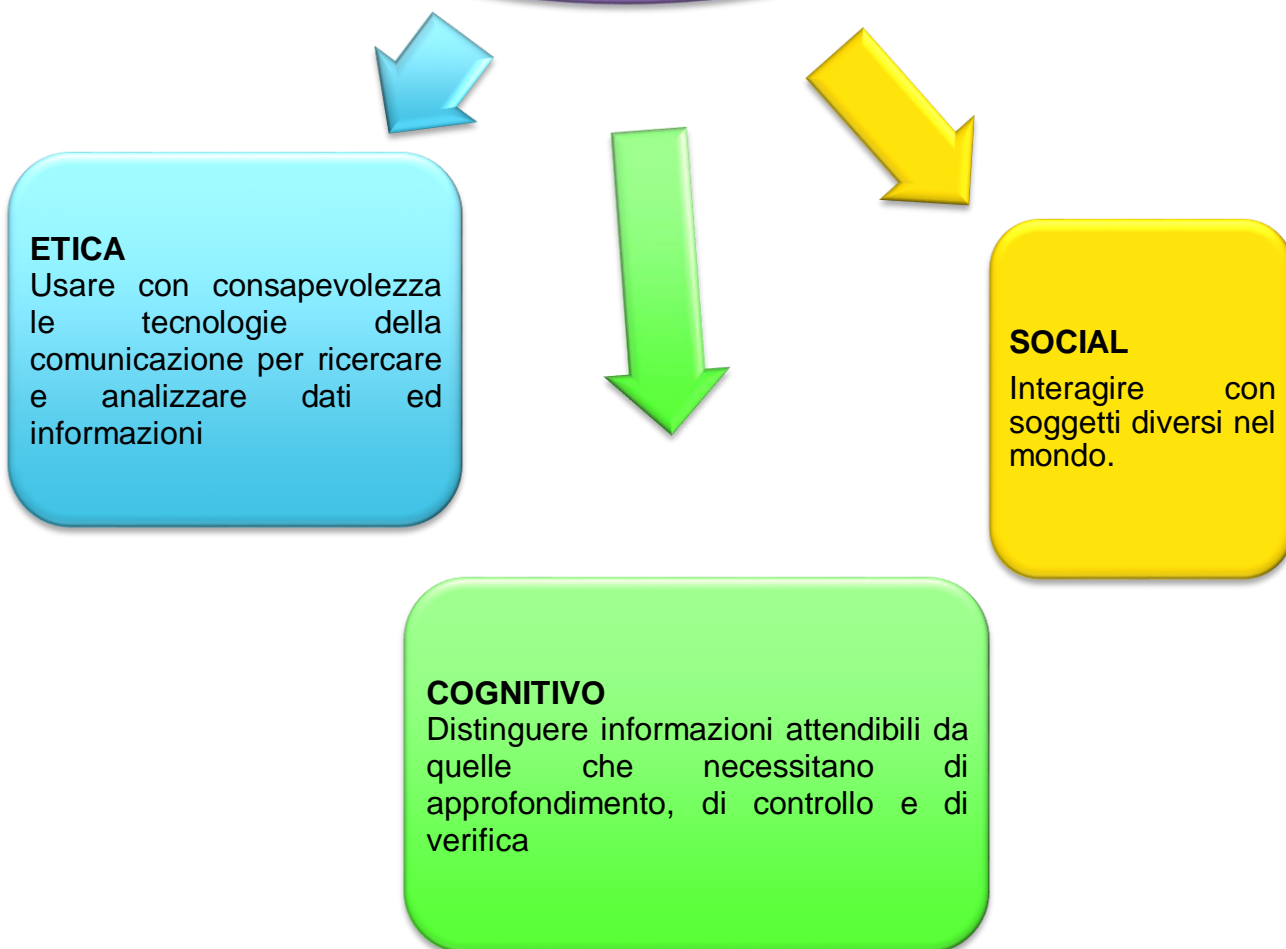 ETICA
Usare con consapevolezza
le tecnologie della
comunicazione per ricercare
e analizzare dati ed
informazioni
SOCIAL
Interagire con
soggetti diversi nel
mondo.
COGNITIVO
Distinguere informazioni attendibili da
quelle che necessitano di
approfondimento, di controllo e di
verifica